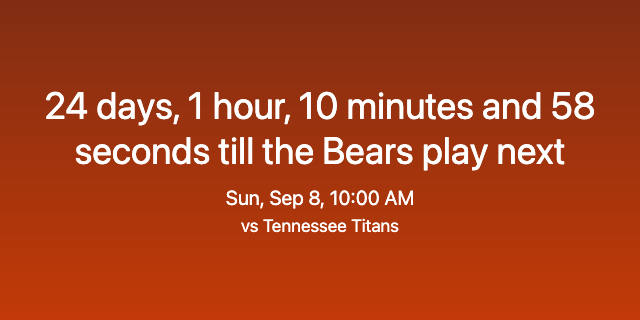 24 days, 1 hour, 10 minutes and 58
seconds till the Bears play next
Sun, Sep 8, 10:00 AM
vs Tennessee Titans